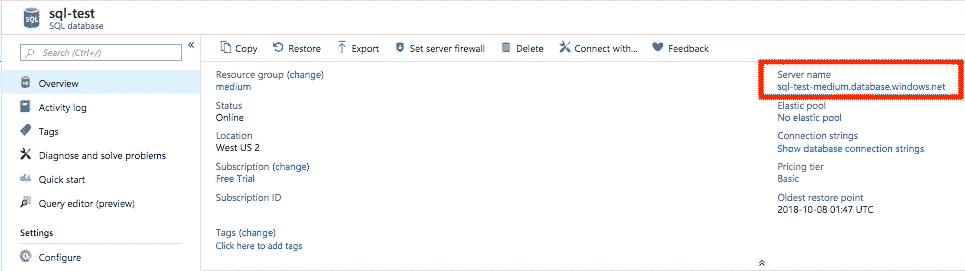 sql-test
SQL database
Search (Ctrl+/)
Overview
Activity log
Tags
Diagnose and solve problems
Quick start
Query editor (preview)
Settings
Configure
Copy
Restore
Export
Set server firewall
Delete
Connect with...
Feedback
Resource group (change)
medium
Status
Online
Location
West US 2
Subscription (change)
Free Trial
Subscription ID
Tags (change)
Click here to add tags
Server name
sql-test-medium.database.windows.net
Elastic pool
No elastic pool
Connection strings
Show database connection strings
Pricing tier
Basic
Oldest restore point
2018-10-08 01:47 UTC